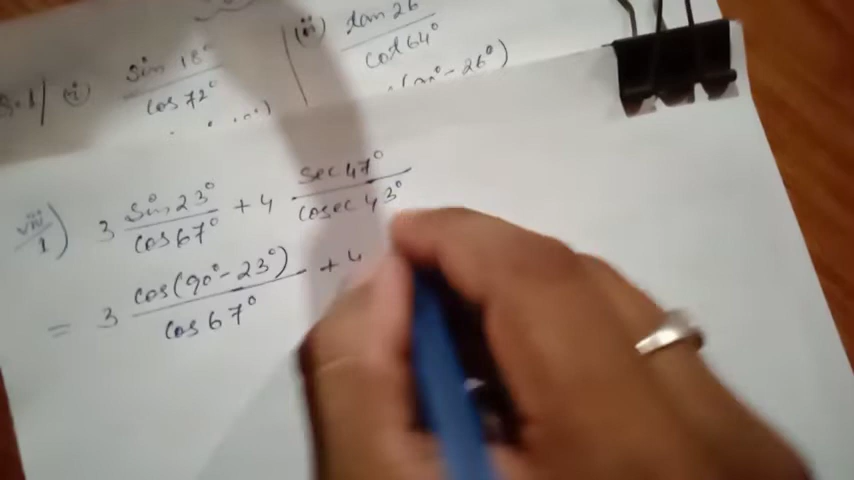 (i) sin 18° / cos 72° (ii) tan 26 / cot 64°
(90° - 26°)
viii) 3 sin 23° / cos 67° + 4 sec 47° / cosec 43°
= 3 cos(90° - 23°) / cos 67° + 4